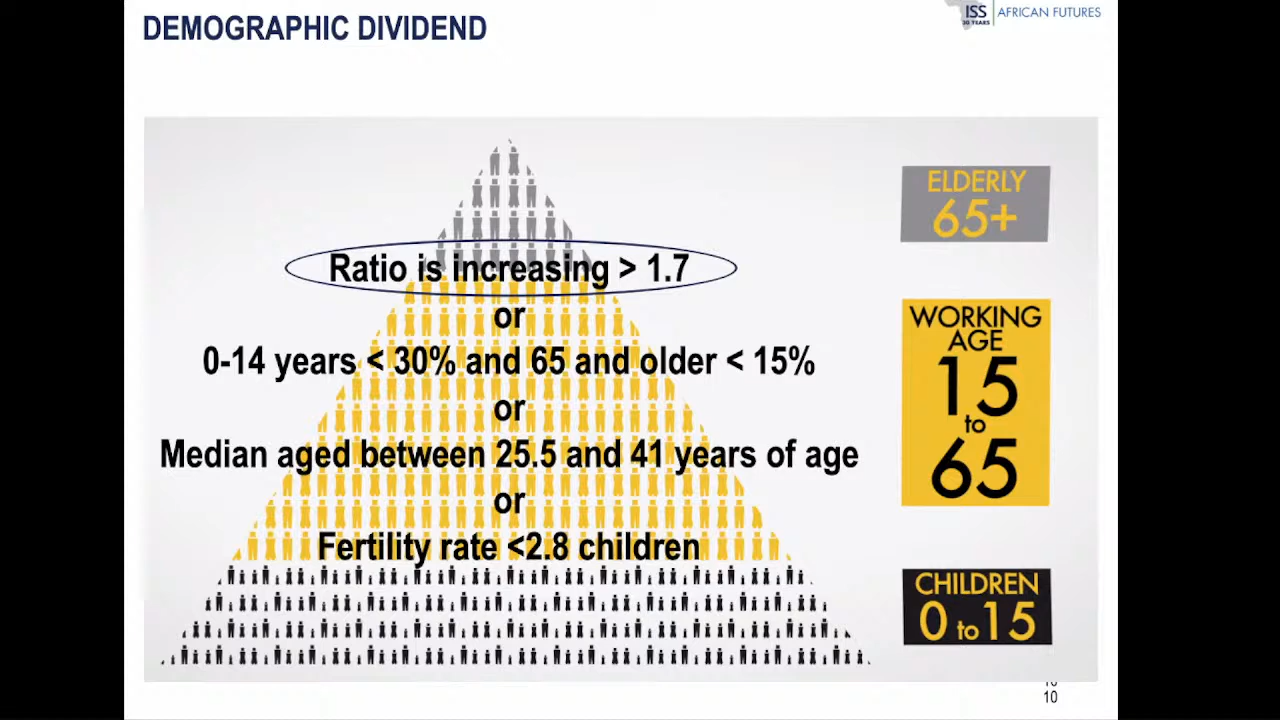 DEMOGRAPHIC DIVIDEND
ISS
30 YEARS
AFRICAN FUTURES
Ratio is increasing > 1.7
or
0-14 years < 30% and 65 and older < 15%
or
Median aged between 25.5 and 41 years of age
or
Fertility rate <2.8 children
ELDERLY
65+
WORKING
AGE
15
to
65
CHILDREN
0 to 15
10